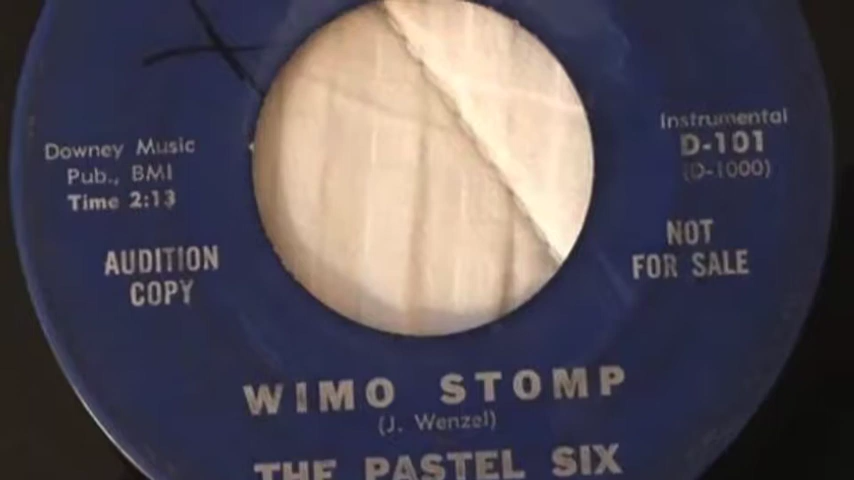 Downey Music
Pub., BMI
Time 2:13
AUDITION
COPY
Instrumental
D-101
(D-1000)
NOT
FOR SALE
WIMO STOMP
(J. Wenzel)
THE PASTEL SIX